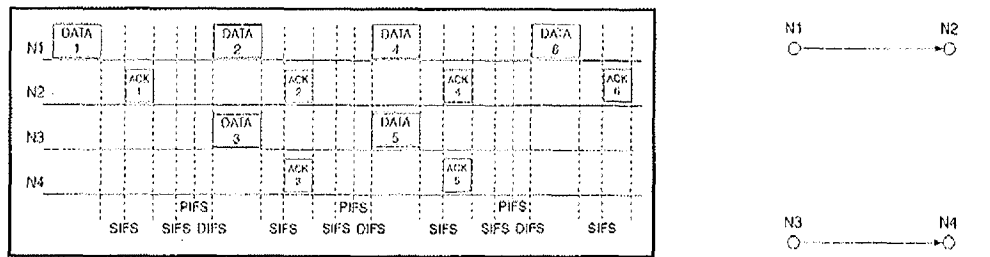 N1 DATA 1 DATA 2 DATA 4 DATA 6
N2 ACK 1 ACK 2 ACK 4 ACK 6
N3 DATA 3 DATA 5
N4 ACK 3 ACK 5
PIFS PIFS PIFS
SIFS SIFS DIFS SIFS SIFS DIFS SIFS SIFS DIFS SIFS
N1 N2
N3 N4